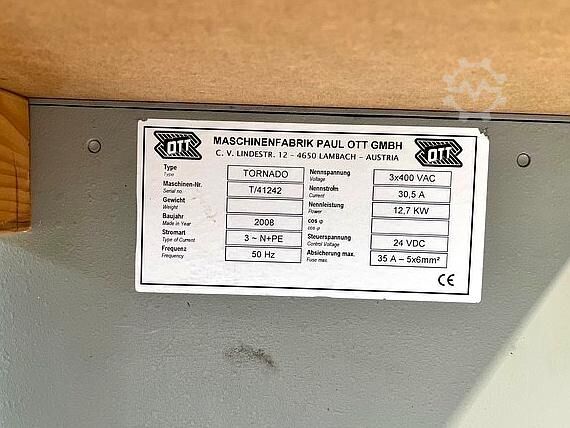 OTT
MASCHINENFABRIK PAUL OTT GMBH
C. V. LINDESTR. 12 - 4650 LAMBACH - AUSTRIA
OTT
Type
Type
TORNADO
Maschinen-Nr.
Serial no.
T/41242
Gewicht
Weight
Baujahr
Made in Year
2008
Stromart
Type of Current
3 ~ N+PE
Frequenz
Frequency
50 Hz
Nennspannung
Voltage
3x400 VAC
Nennstrom
Current
30,5 A
Nennleistung
Power
12,7 KW
cos φ
cos φ
Steuerspannung
Control Voltage
24 VDC
Absicherung max.
Fuse max.
35 A – 5x6mm²
CE